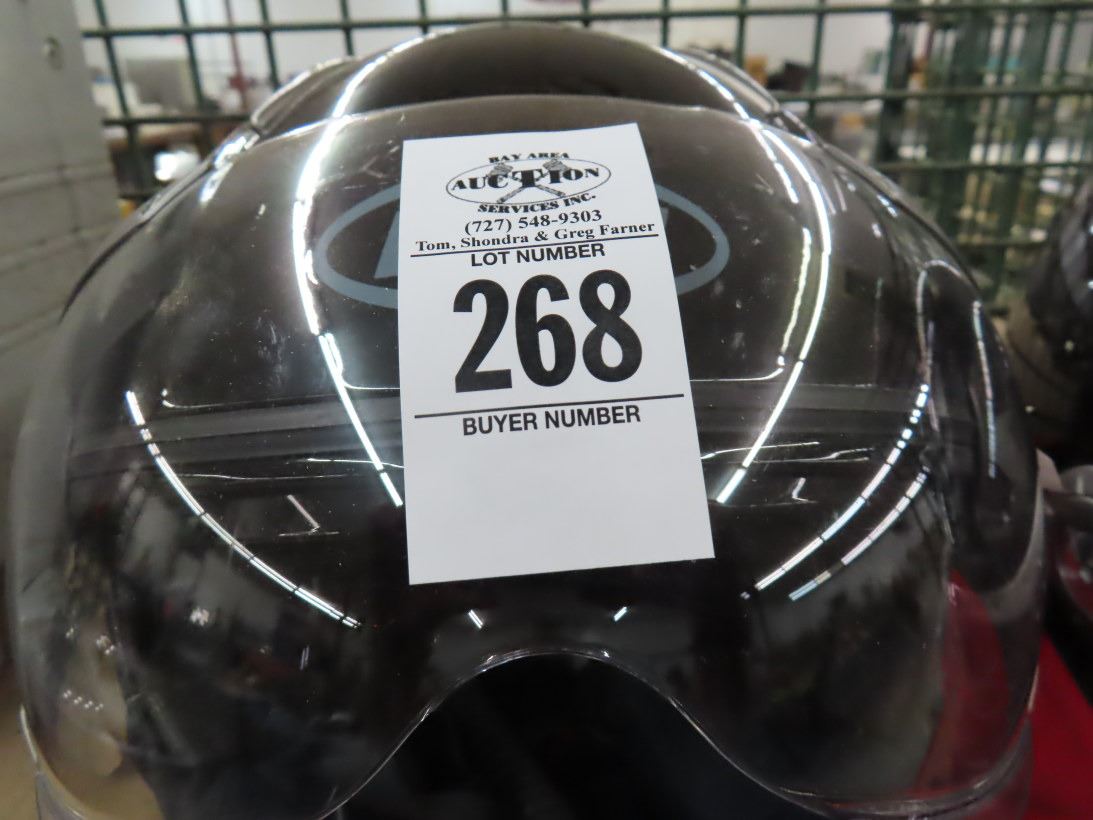 BAY AREA
AUCTION
SERVICES INC.
(727) 548-9303
Tom, Shondra & Greg Farner
LOT NUMBER
268
BUYER NUMBER